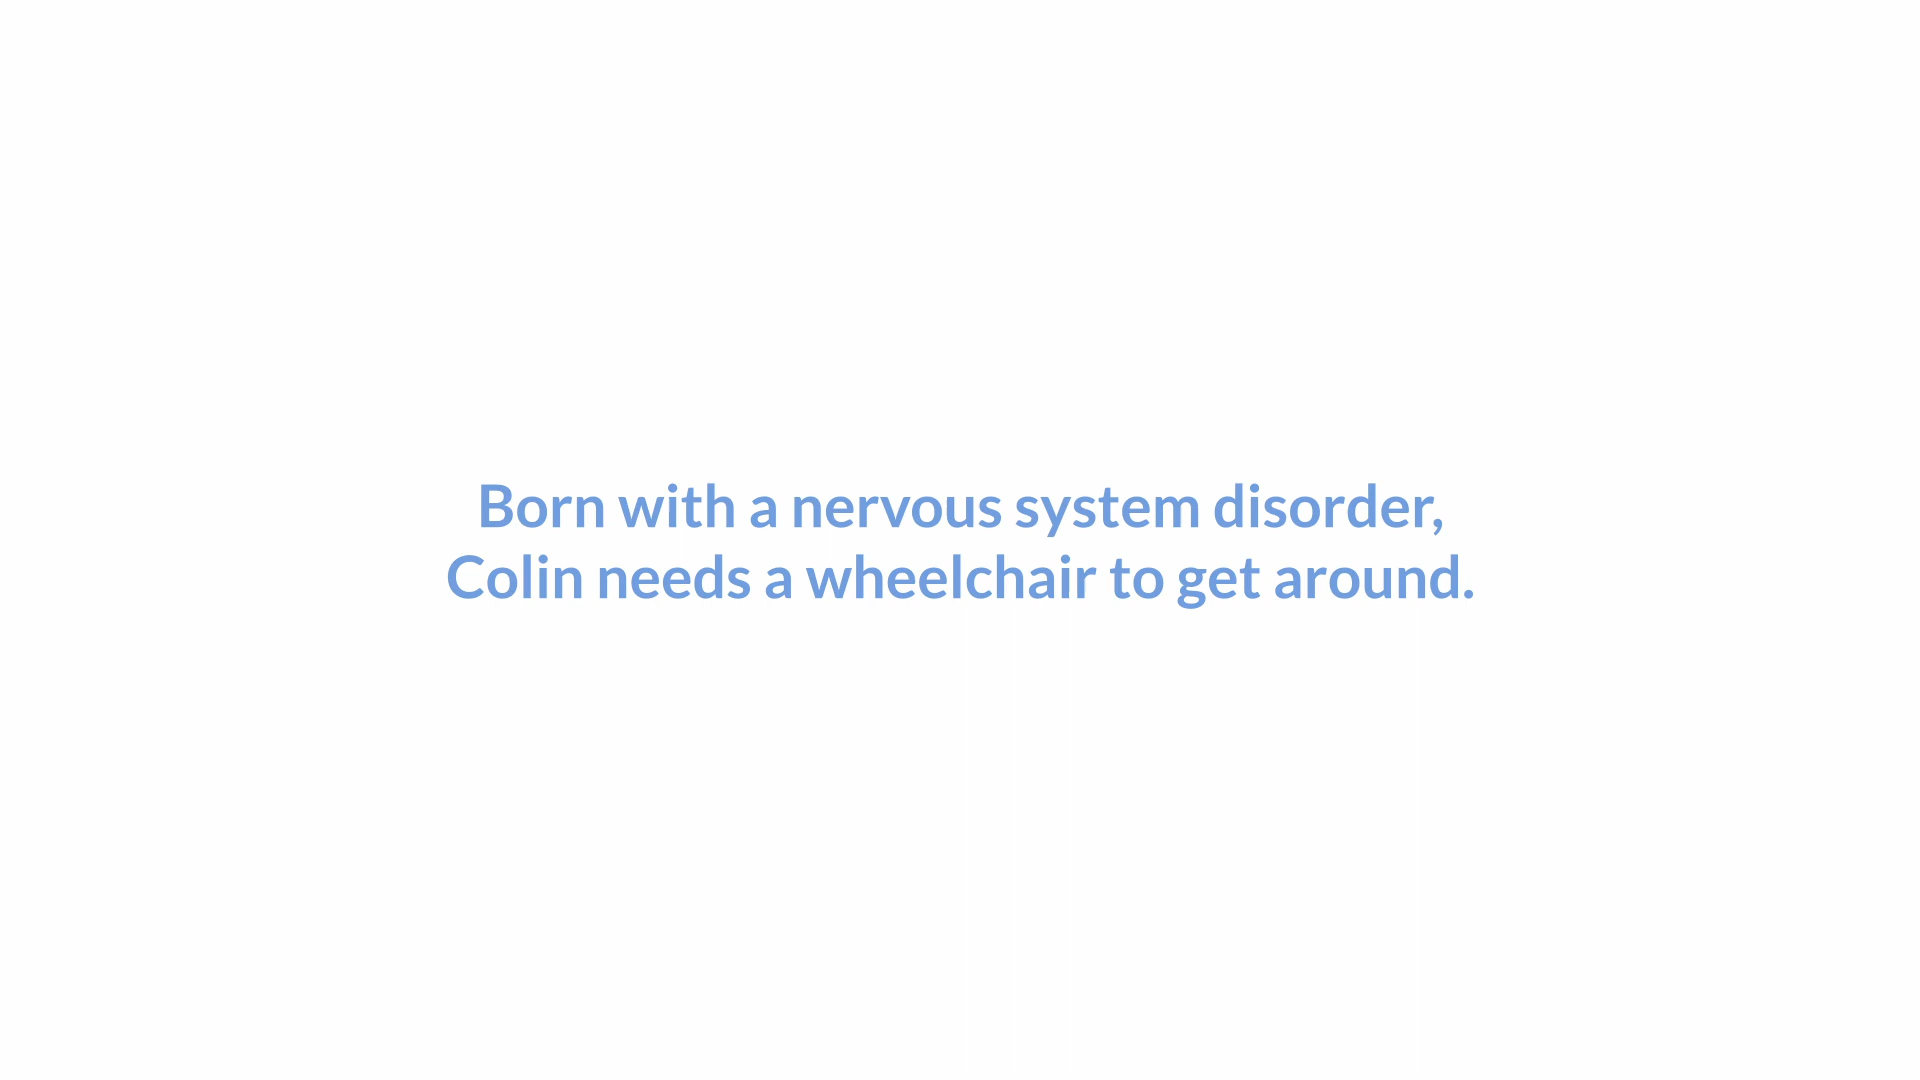 Born with a nervous system disorder,
Colin needs a wheelchair to get around.